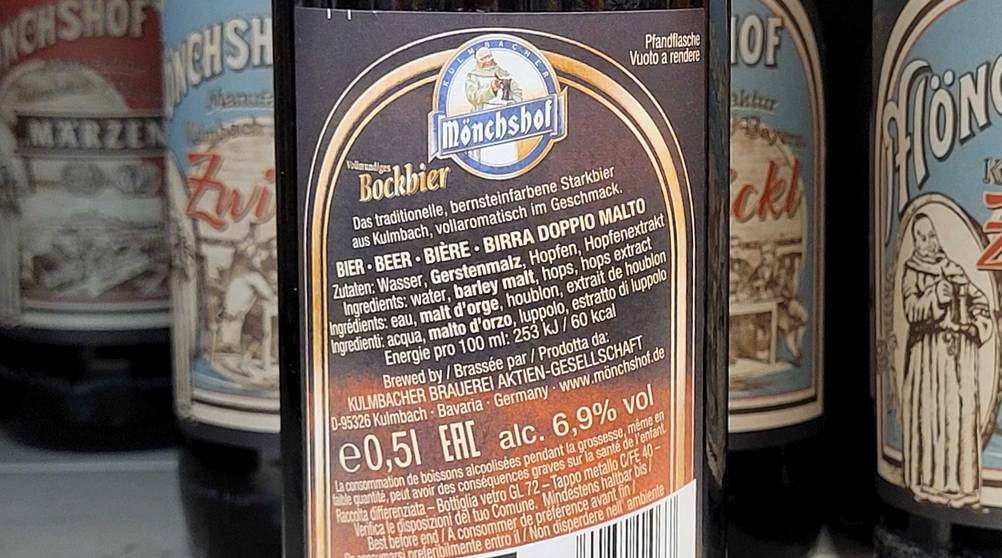 Pfandflasche
Vuoto a rendere
KULMBACHER
Mönchshof
Vollmundiges
Bockbier
Das traditionelle, bernsteinfarbene Starkbier
aus Kulmbach, vollaromatisch im Geschmack.
BIER · BEER · BIÈRE · BIRRA DOPPIO MALTO
Zutaten: Wasser, Gerstenmalz, Hopfen, Hopfenextrakt
Ingredients: water, barley malt, hops, hops extract
Ingrédients: eau, malt d'orge, houblon, extrait de houblon
Ingredienti: acqua, malto d'orzo, luppolo, estratto di luppolo
Energie pro 100 ml: 253 kJ / 60 kcal
Brewed by / Brassée par / Prodotta da:
KULMBACHER BRAUEREI AKTIEN-GESELLSCHAFT
D-95326 Kulmbach · Bavaria · Germany · www.mönchshof.de
e0,5l EAC alc. 6,9% vol
La consommation de boissons alcoolisées pendant la grossesse, même en
faible quantité, peut avoir des conséquences graves sur la santé de l'enfant.
Raccolta differenziata – Bottiglia vetro GL 72 – Tappo metallo C/FE 40 –
Verifica le disposizioni del tuo Comune. Mindestens haltbar bis /
Best before end / A consommer de préférence avant fin /
Da consumarsi preferibilmente entro il / Non disperdere nell' ambiente
NCHSHOF
MÄRZEN
ÖNCHSH
Zwi
OF
ickl
MÖNC